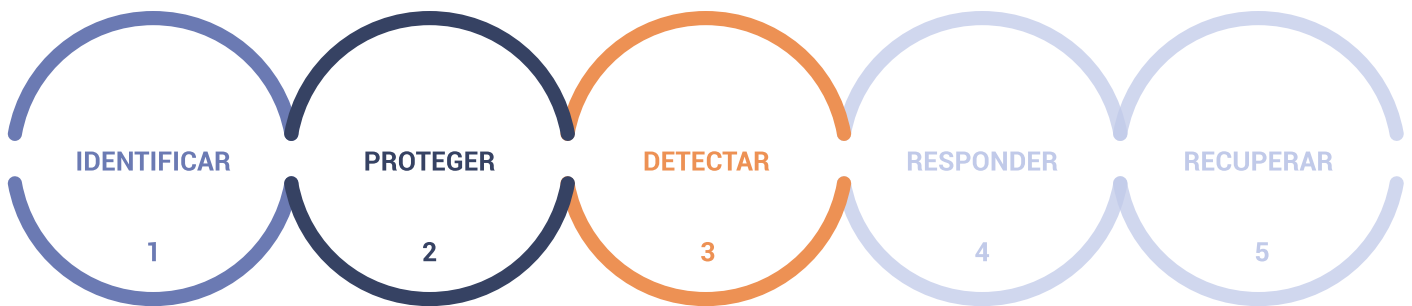 IDENTIFICAR
1
PROTEGER
2
DETECTAR
3
RESPONDER
4
RECUPERAR
5